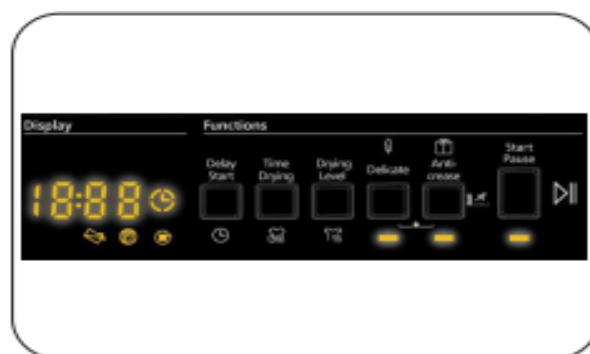 Display
Functions
18:88
Delay
Start
Time
Drying
Drying
Level
Delicate
Anti-
crease
Start
Pause